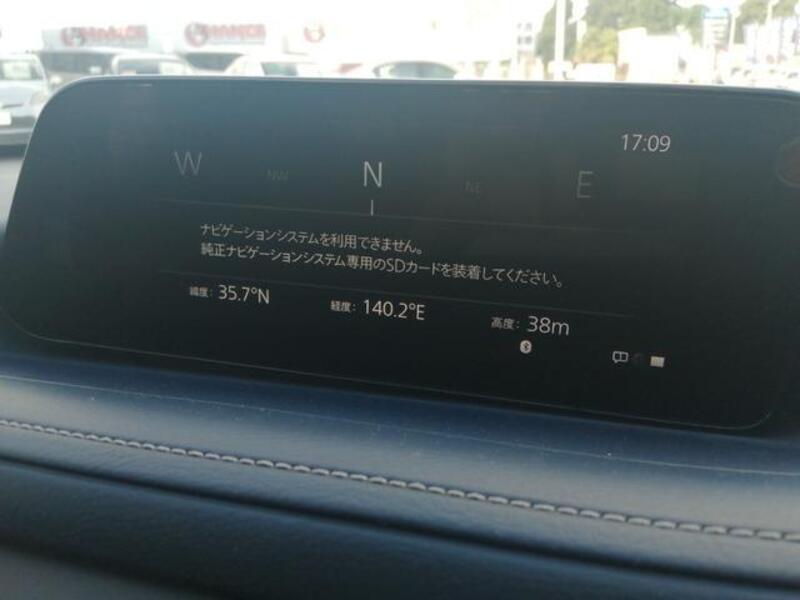 17:09
W NW N NE E
ナビゲーションシステムを利用できません。
純正ナビゲーションシステム専用のSDカードを装着してください。
緯度: 35.7°N 経度: 140.2°E 高度: 38m